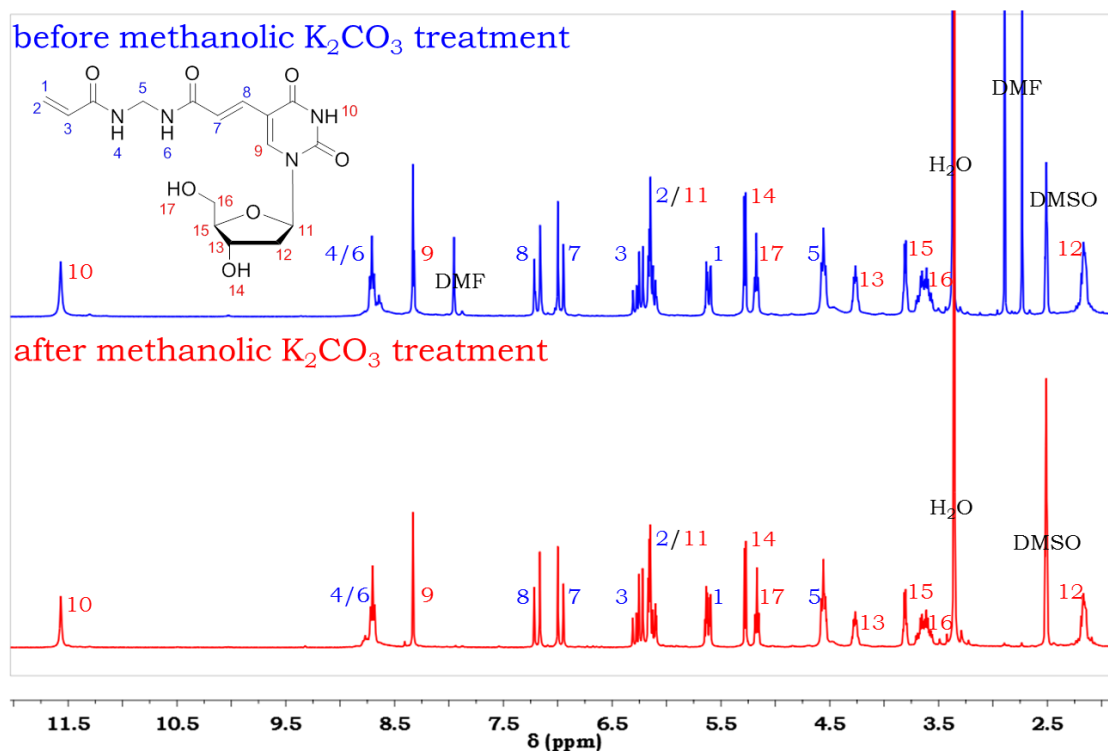 before methanolic K₂CO₃ treatment
O
1
2
3
N
H
4
5
N
H
6
O
7
8
O
NH
10
O
9
N
HO
17
16
O
15
13
11
12
OH
14
DMF
H₂O
DMSO
10
4/6
9
DMF
8
7
3
2/11
1
14
17
5
13
15
16
12
after methanolic K₂CO₃ treatment
H₂O
DMSO
10
4/6
9
8
7
3
2/11
1
14
17
5
13
15
16
12
11.5 10.5 9.5 8.5 7.5 6.5 5.5 4.5 3.5 2.5
δ (ppm)